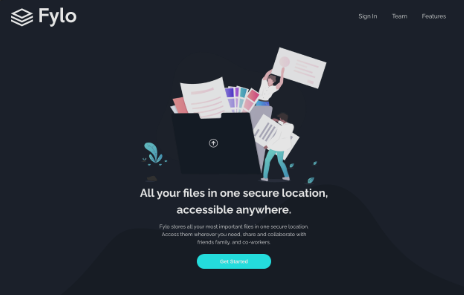 Fylo
Sign In Team Features
All your files in one secure location,
accessible anywhere.
Fylo stores all your most important files in one secure location.
Access them wherever you need, share and collaborate with
friends family, and co-workers.
Get Started